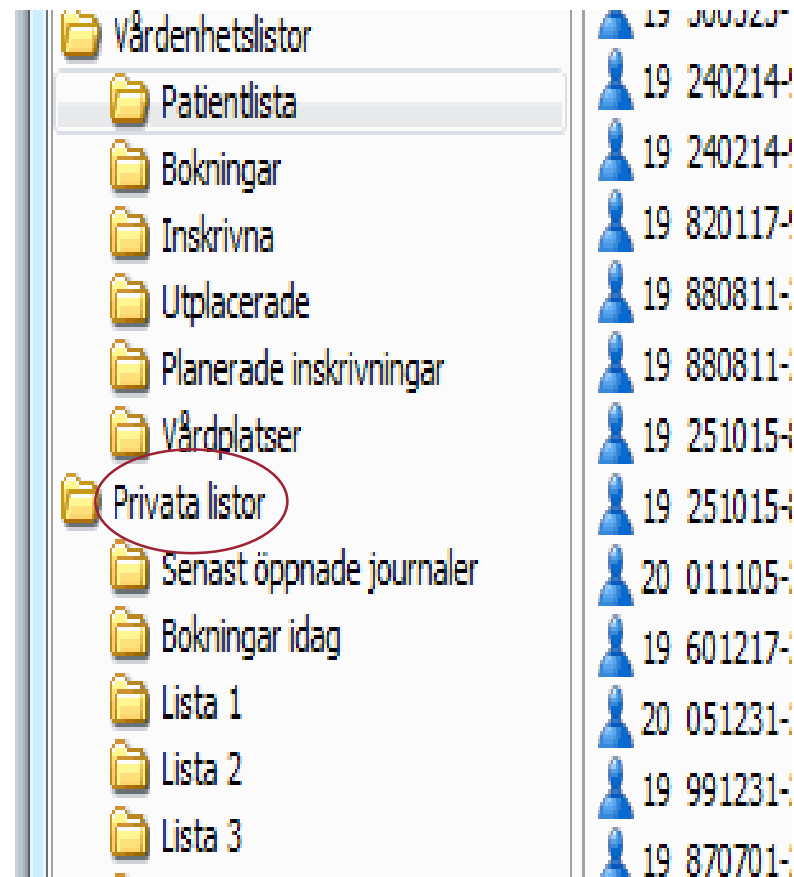 Vårdenhetslistor
Patientlista
Bokningar
Inskrivna
Utplacerade
Planerade inskrivningar
Vårdplatser
Privata listor
Senast öppnade journaler
Bokningar idag
Lista 1
Lista 2
Lista 3
19 240214-
19 240214-
19 820117-
19 880811-
19 880811-
19 251015-
19 251015-
20 011105-
19 601217-
20 051231-
19 991231-
19 870701-